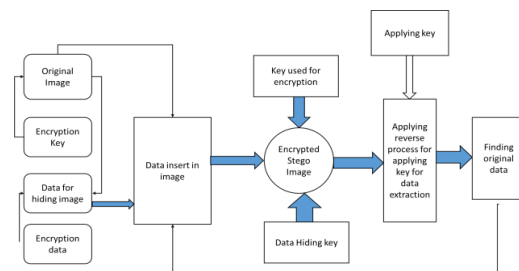 Original
Image
Encryption
Key
Data for
hiding image
Encryption
data
Data insert in
image
Key used for
encryption
Encrypted
Stego
Image
Data Hiding key
Applying key
Applying
reverse
process for
applying
key for
data
extraction
Finding
original
data